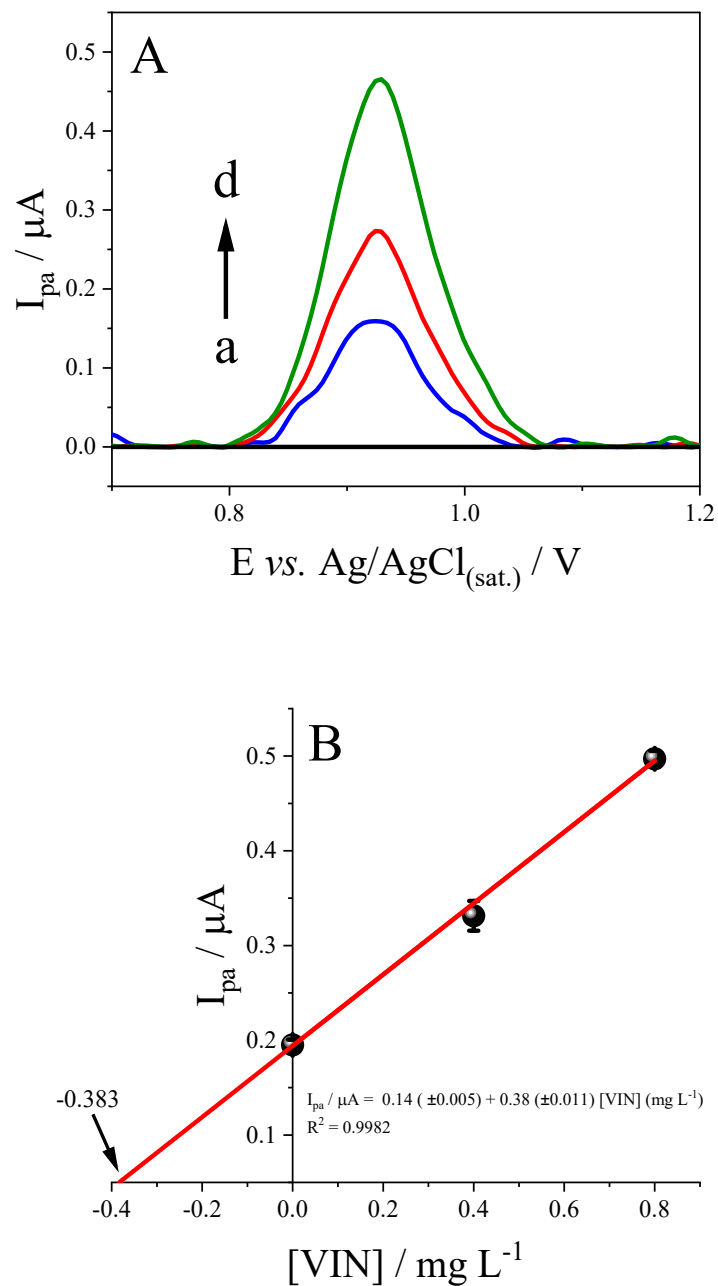 A
0.5
0.4
0.3
0.2
0.1
0.0
I_pa / μA
d
a
0.8
1.0
1.2
E vs. Ag/AgCl_(sat.) / V
B
0.5
0.4
0.3
0.2
0.1
I_pa / μA
-0.383
I_pa / μA = 0.14 ( ±0.005) + 0.38 (±0.011) [VIN] (mg L⁻¹)
R² = 0.9982
-0.4
-0.2
0.0
0.2
0.4
0.6
0.8
[VIN] / mg L⁻¹